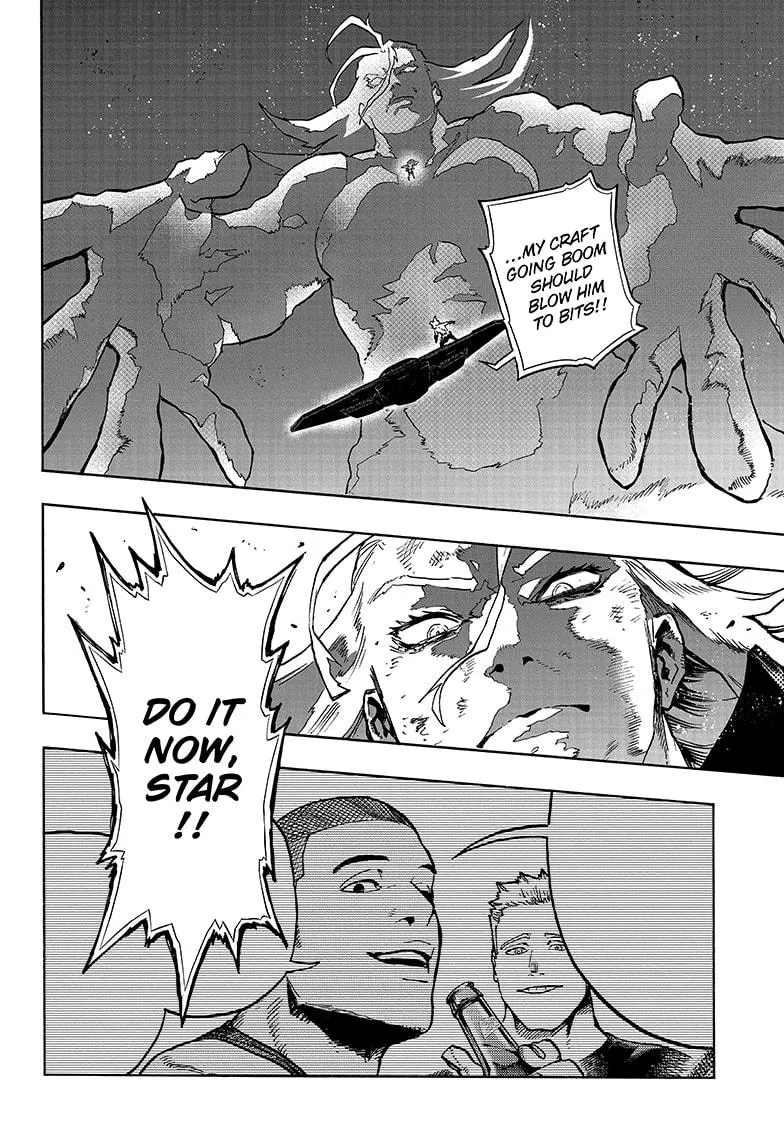 ...MY CRAFT
GOING BOOM
SHOULD
BLOW HIM
TO BITS!!
DO IT
NOW,
STAR
!!